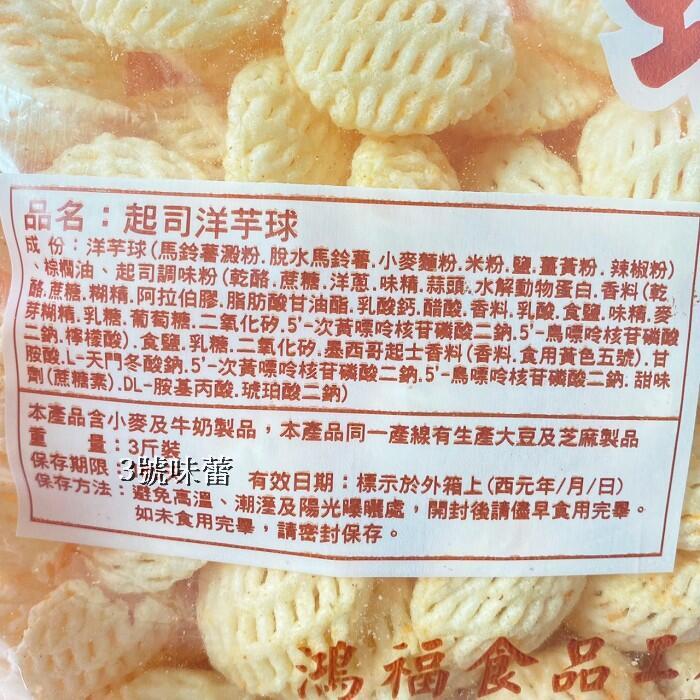 品名：起司洋芋球
成 份：洋芋球(馬鈴薯澱粉.脫水馬鈴薯.小麥麵粉.米粉.鹽.薑黃粉. 辣椒粉)
、棕櫚油、起司調味粉(乾酪.蔗糖.洋蔥.味精.蒜頭.水解動物蛋白.香料(乾
酪.蔗糖.糊精.阿拉伯膠.脂肪酸甘油酯.乳酸鈣.醋酸.香料.乳酸.食鹽.味精.麥
芽糊精.乳糖.葡萄糖.二氧化矽.5'-次黃嘌呤核苷磷酸二鈉.5'-鳥嘌呤核苷磷酸
二鈉.檸檬酸).食鹽.乳糖.二氧化矽.墨西哥起士香料(香料.食用黃色五號).甘
胺酸.L-天門冬酸鈉.5'-次黃嘌呤核苷磷酸二鈉.5'-鳥嘌呤核苷磷酸二鈉.甜味
劑(蔗糖素).DL-胺基丙酸.琥珀酸二鈉)
本產品含小麥及牛奶製品，本產品同一產線有生產大豆及芝麻製品
重 量：3斤裝
保存期限：
3號味蕾
有效日期：標示於外箱上(西元年/月/日)
保存方法：避免高溫、潮溼及陽光曝曬處，開封後請儘早食用完畢。
如未食用完畢，請密封保存。
鴻福食品工